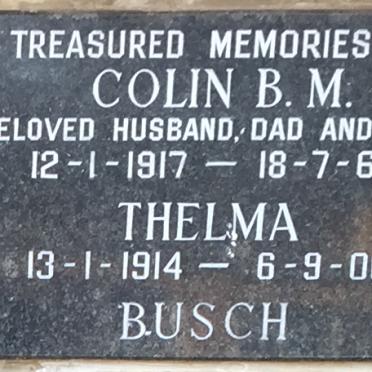 TREASURED MEMORIES
COLIN B. M.
ELOVED HUSBAND, DAD AND
12-1-1917 — 18-7-6
THELMA
13-1-1914 — 6-9-0
BUSCH